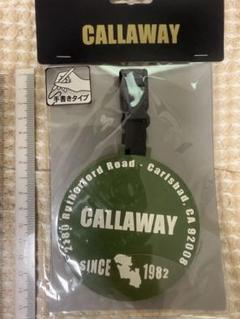 CALLAWAY
手書きタイプ
2180 Rutherford Road - Carlsbad, CA 92008
CALLAWAY
SINCE 1982